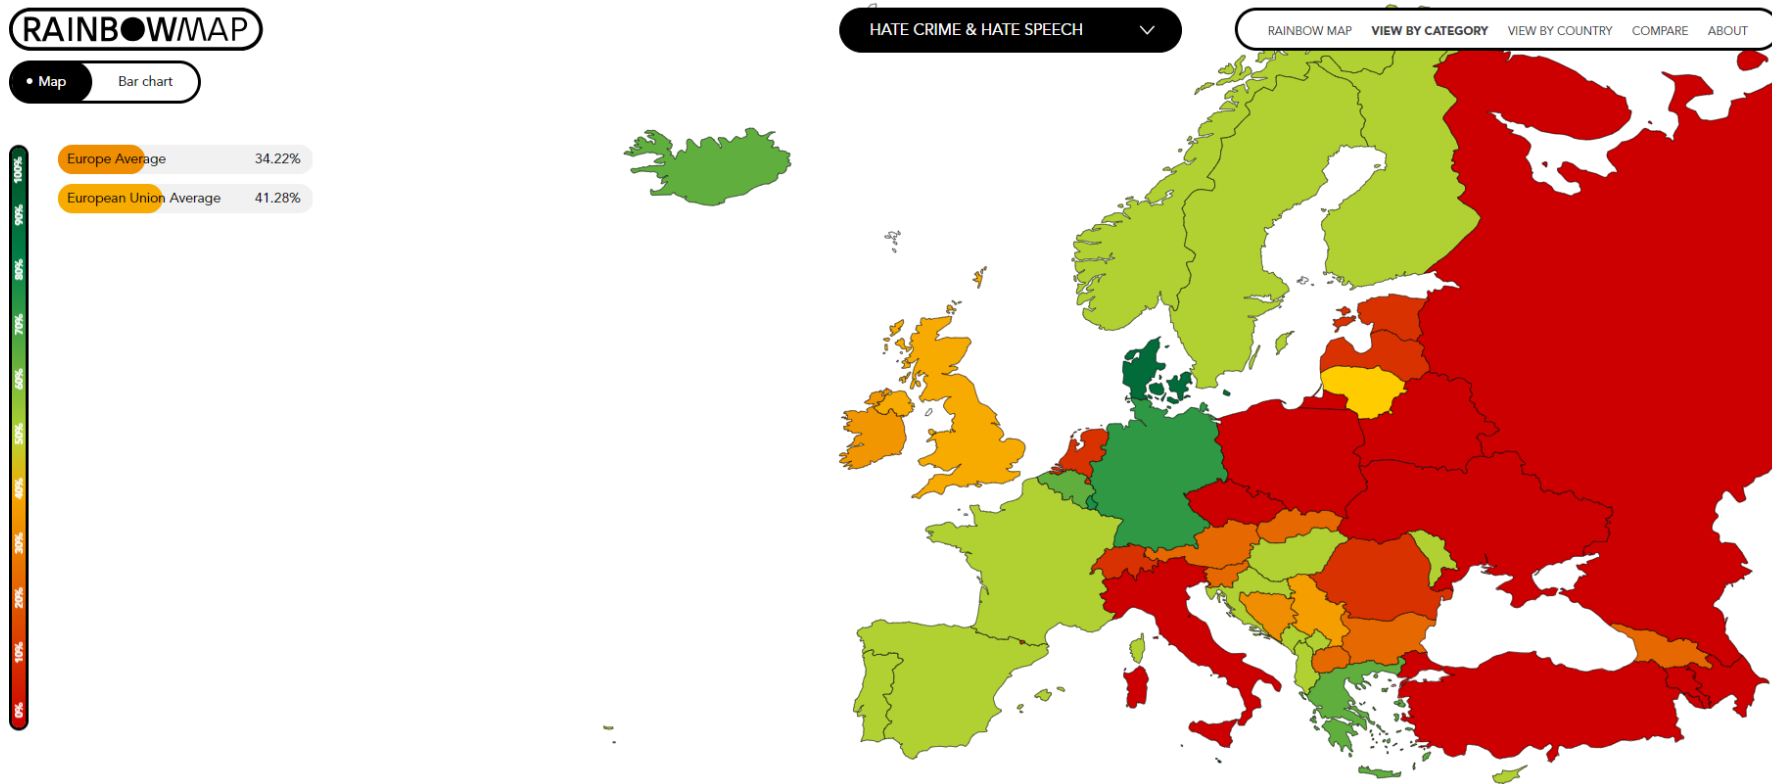 RAINBOWMAP
HATE CRIME & HATE SPEECH
RAINBOW MAP VIEW BY CATEGORY VIEW BY COUNTRY COMPARE ABOUT
Map Bar chart
Europe Average 34.22%
European Union Average 41.28%
100%
90%
80%
70%
60%
50%
40%
30%
20%
10%
0%